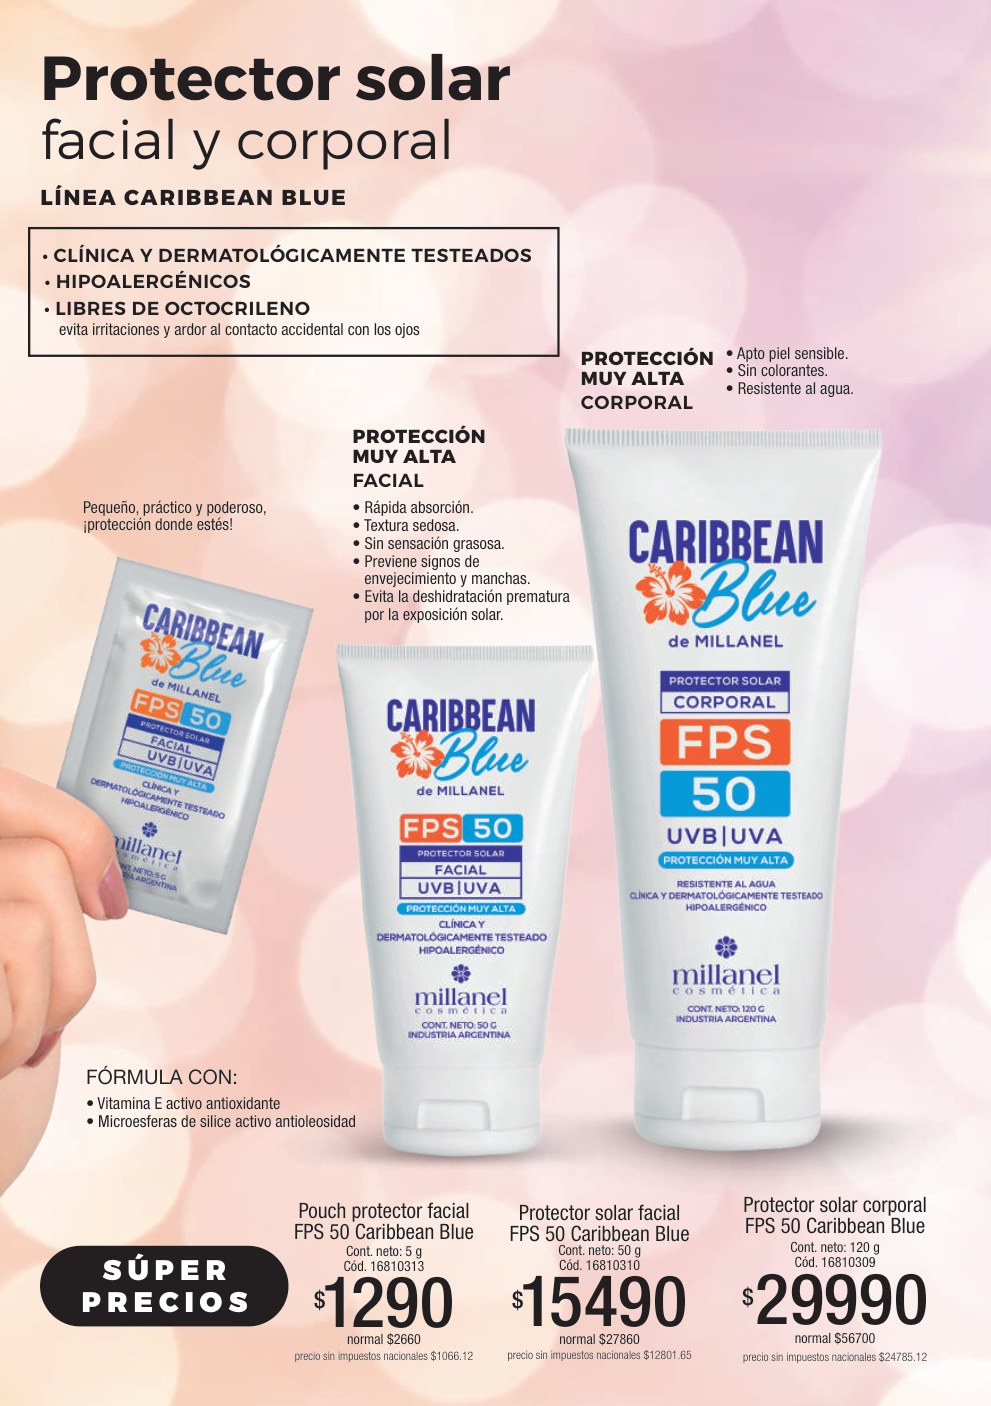 Protector solar
facial y corporal
LÍNEA CARIBBEAN BLUE
• CLÍNICA Y DERMATOLÓGICAMENTE TESTEADOS
• HIPOALERGÉNICOS
• LIBRES DE OCTOCRILENO
evita irritaciones y ardor al contacto accidental con los ojos
PROTECCIÓN
MUY ALTA
CORPORAL
• Apto piel sensible.
• Sin colorantes.
• Resistente al agua.
PROTECCIÓN
MUY ALTA
FACIAL
• Rápida absorción.
• Textura sedosa.
• Sin sensación grasosa.
• Previene signos de
envejecimiento y manchas.
• Evita la deshidratación prematura
por la exposición solar.
Pequeño, práctico y poderoso,
¡protección donde estés!
CARIBBEAN
Blue
de MILLANEL
FPS 50
PROTECTOR SOLAR
FACIAL
UVB|UVA
PROTECCIÓN MUY ALTA
CLÍNICA Y
DERMATOLÓGICAMENTE TESTEADO
HIPOALERGÉNICO
millanel
cosmética
CONT. NETO: 5 G
INDUSTRIA ARGENTINA
CARIBBEAN
Blue
de MILLANEL
FPS 50
PROTECTOR SOLAR
FACIAL
UVB|UVA
PROTECCIÓN MUY ALTA
CLÍNICA Y
DERMATOLÓGICAMENTE TESTEADO
HIPOALERGÉNICO
millanel
cosmética
CONT. NETO: 50 G
INDUSTRIA ARGENTINA
CARIBBEAN
Blue
de MILLANEL
PROTECTOR SOLAR
CORPORAL
FPS
50
UVB|UVA
PROTECCIÓN MUY ALTA
RESISTENTE AL AGUA
CLÍNICA Y DERMATOLÓGICAMENTE TESTEADO
HIPOALERGÉNICO
millanel
cosmética
CONT. NETO: 120 G
INDUSTRIA ARGENTINA
FÓRMULA CON:
• Vitamina E activo antioxidante
• Microesferas de silice activo antioleosidad
SÚPER
PRECIOS
Pouch protector facial
FPS 50 Caribbean Blue
Cont. neto: 5 g
Cód. 16810313
$1290
normal $2660
precio sin impuestos nacionales $1066.12
Protector solar facial
FPS 50 Caribbean Blue
Cont. neto: 50 g
Cód. 16810310
$15490
normal $27860
precio sin impuestos nacionales $12801.65
Protector solar corporal
FPS 50 Caribbean Blue
Cont. neto: 120 g
Cód. 16810309
$29990
normal $56700
precio sin impuestos nacionales $24785.12